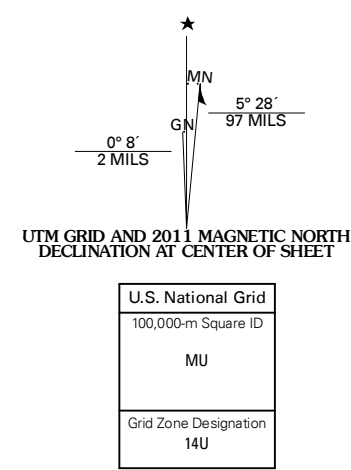 MN
5° 28´
97 MILS
GN
0° 8´
2 MILS
UTM GRID AND 2011 MAGNETIC NORTH
DECLINATION AT CENTER OF SHEET
U.S. National Grid
100,000-m Square ID
MU
Grid Zone Designation
14U